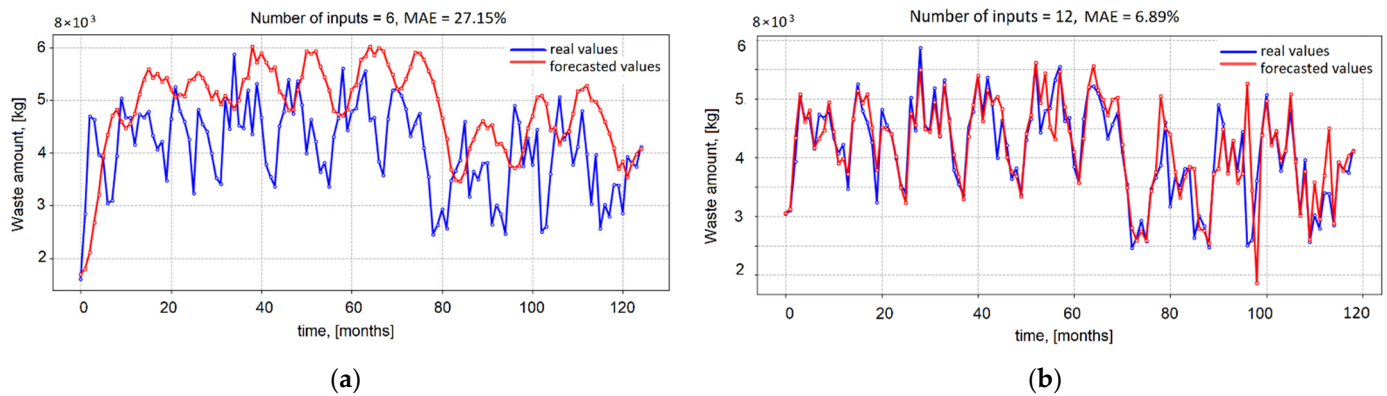 Number of inputs = 6, MAE = 27.15%
8×10³
6
5
4
3
2
Waste amount, [kg]
real values
forecasted values
0 20 40 60 80 100 120
time, [months]
(a)
Number of inputs = 12, MAE = 6.89%
8×10³
6
5
4
3
2
Waste amount, [kg]
real values
forecasted values
0 20 40 60 80 100 120
time, [months]
(b)